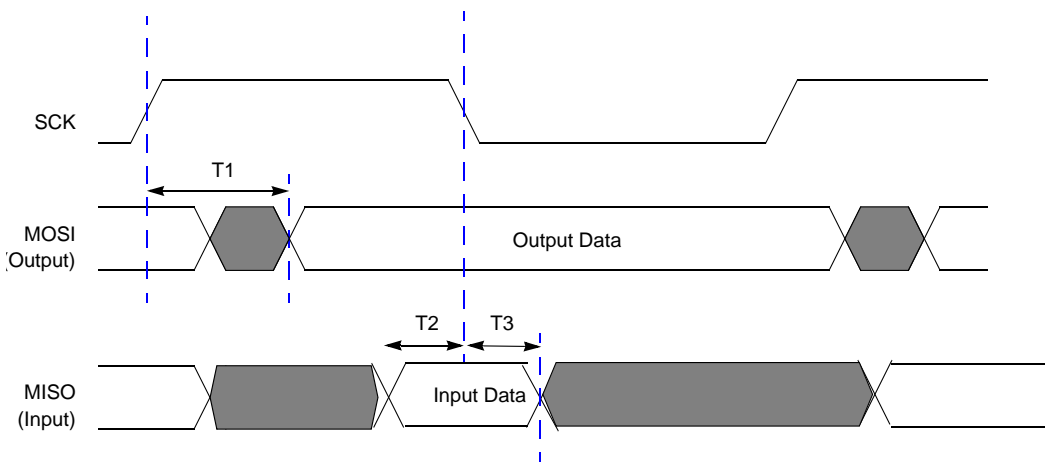 SCK
T1
MOSI
(Output)
Output Data
T2
T3
MISO
(Input)
Input Data